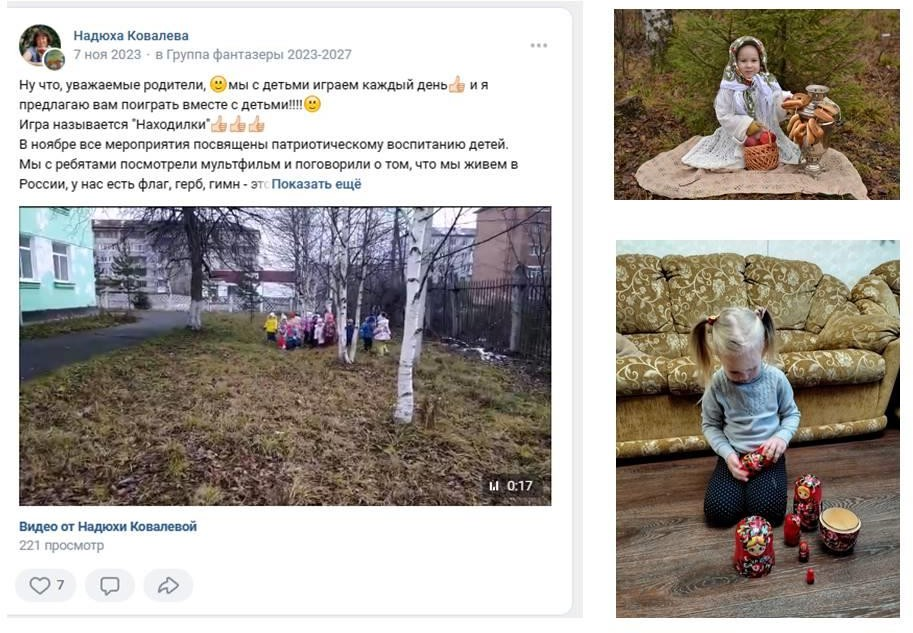 Надюха Ковалева
7 ноя 2023 · в Группа фантазеры 2023-2027
Ну что, уважаемые родители, 🙂мы с детьми играем каждый день👍 и я
предлагаю вам поиграть вместе с детьми!!!!🙂
Игра называется "Находилки"👍👍👍
В ноябре все мероприятия посвящены патриотическому воспитанию детей.
Мы с ребятами посмотрели мультфильм и поговорили о том, что мы живем в
России, у нас есть флаг, герб, гимн - это Показать ещё
0:17
Видео от Надюхи Ковалевой
221 просмотр
7